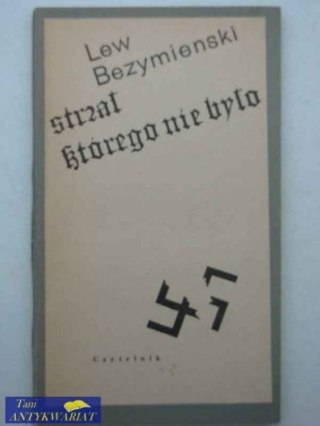 Lew
Bezymienski
strzał
którego nie było
Czytelnik
Tani
ANTYKWARIAT